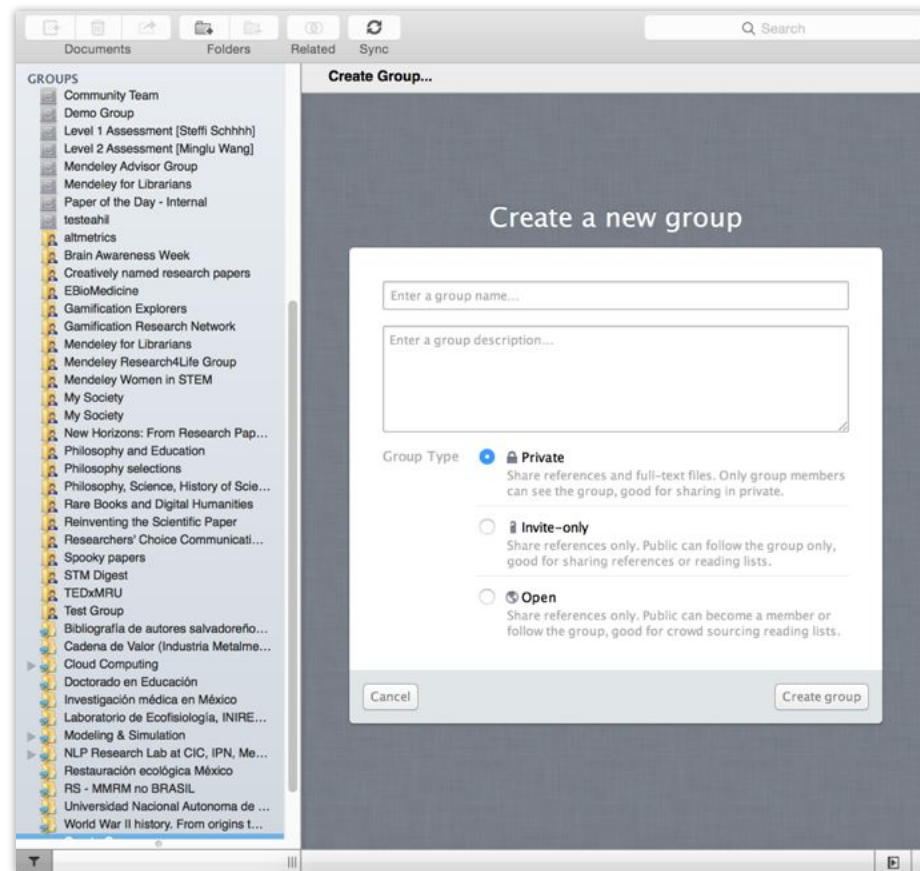 Documents
Folders
Related
Sync
Search
GROUPS
Community Team
Demo Group
Level 1 Assessment [Steffi Schhhh]
Level 2 Assessment [Minglu Wang]
Mendeley Advisor Group
Mendeley for Librarians
Paper of the Day - Internal
testeahil
altmetrics
Brain Awareness Week
Creatively named research papers
EBioMedicine
Gamification Explorers
Gamification Research Network
Mendeley for Librarians
Mendeley Research4Life Group
Mendeley Women in STEM
My Society
My Society
New Horizons: From Research Pap...
Philosophy and Education
Philosophy selections
Philosophy, Science, History of Scie...
Rare Books and Digital Humanities
Reinventing the Scientific Paper
Researchers' Choice Communicati...
Spooky papers
STM Digest
TEDxMRU
Test Group
Bibliografía de autores salvadoreño...
Cadena de Valor (Industria Metalme...
Cloud Computing
Doctorado en Educación
Investigación médica en México
Laboratorio de Ecofisiología, INIRE...
Modeling & Simulation
NLP Research Lab at CIC, IPN, Me...
Restauración ecológica México
RS - MMRM no BRASIL
Universidad Nacional Autonoma de ...
World War II history. From origins t...
Create Group...
Create a new group
Enter a group name...
Enter a group description...
Group Type
Private
Share references and full-text files. Only group members
can see the group, good for sharing in private.
Invite-only
Share references only. Public can follow the group only,
good for sharing references or reading lists.
Open
Share references only. Public can become a member or
follow the group, good for crowd sourcing reading lists.
Cancel
Create group